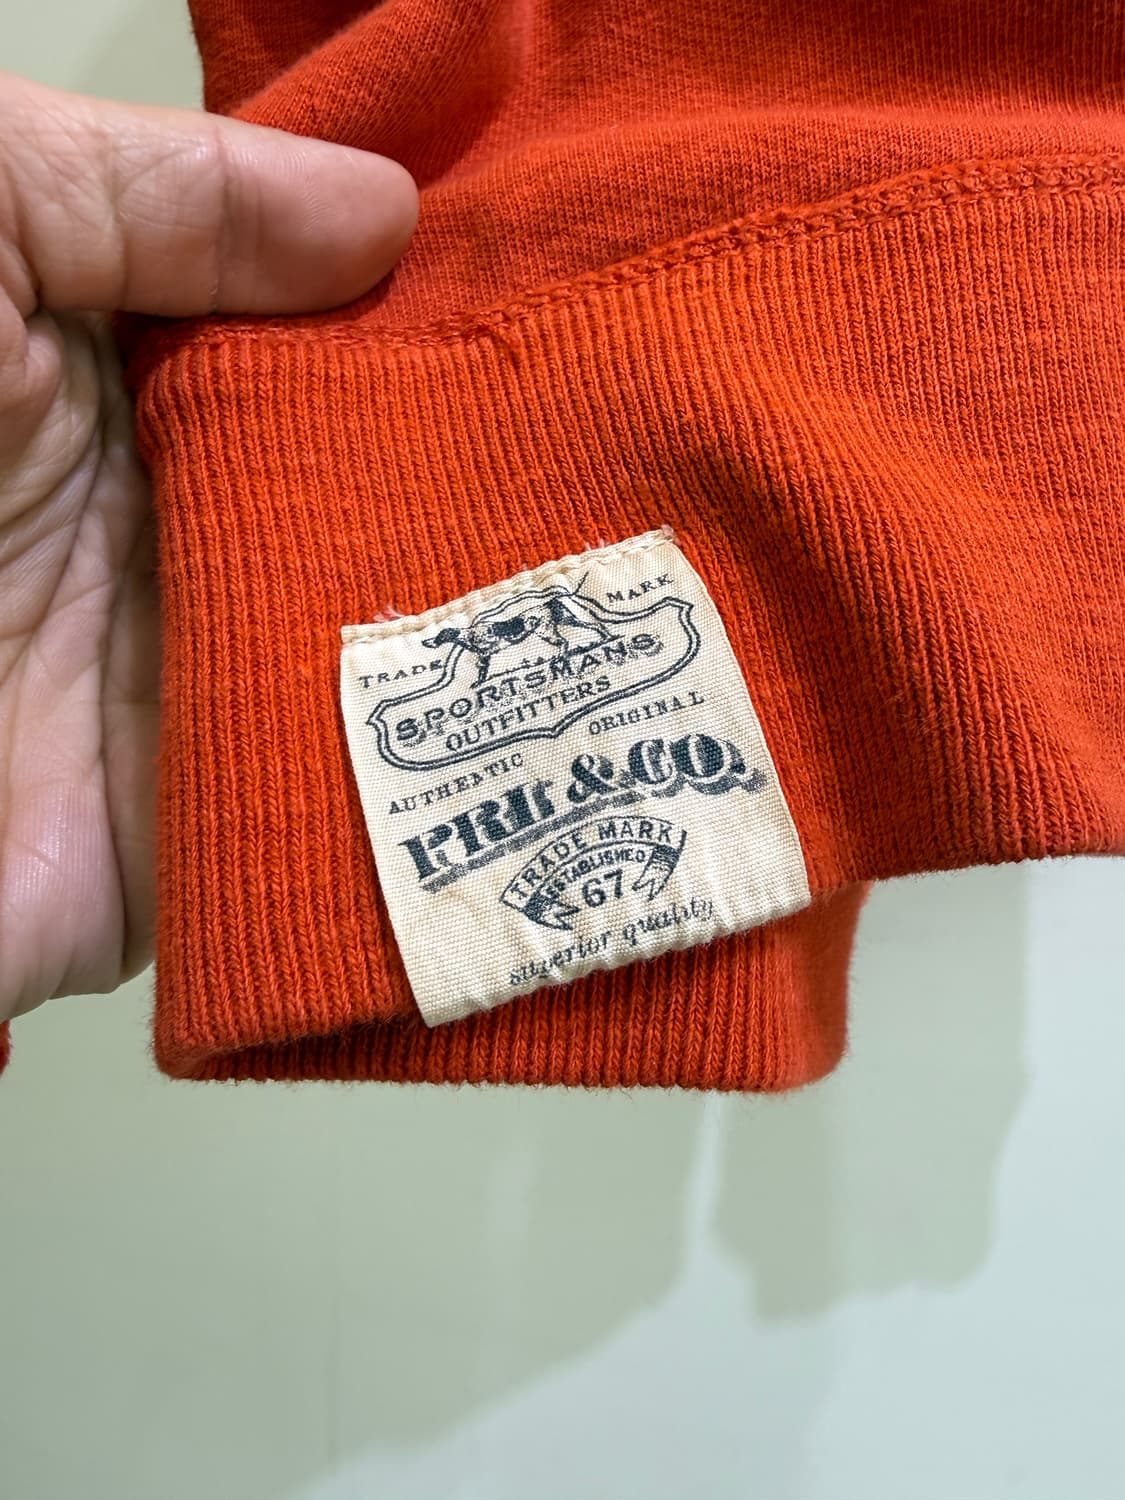 TRADE MARK
SPORTSMANS
OUTFITTERS
AUTHENTIC ORIGINAL
PRL & CO.
TRADE MARK
ESTABLISHED
67
superior quality